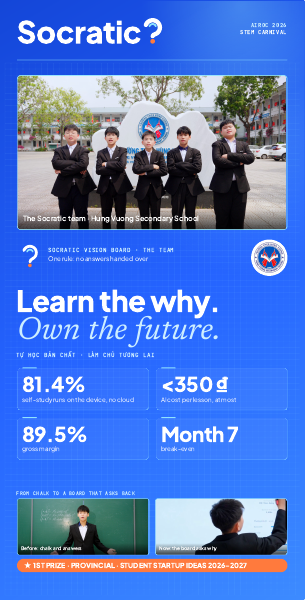 Socratic?
AIROC 2026
STEM CARNIVAL
The Socratic team · Hung Vuong Secondary School
SOCRATIC VISION BOARD · THE TEAM
One rule: no answers handed over
Learn the why.
Own the future.
TỰ HỌC BẢN CHẤT · LÀM CHỦ TƯƠNG LAI
81.4%
self-study runs on the device, no cloud
<350 ₫
AI cost per lesson, at most
89.5%
gross margin
Month 7
break-even
FROM CHALK TO A BOARD THAT ASKS BACK
Before: chalk and answers
Now: the board asks why
★ 1ST PRIZE · PROVINCIAL · STUDENT STARTUP IDEAS 2026-2027